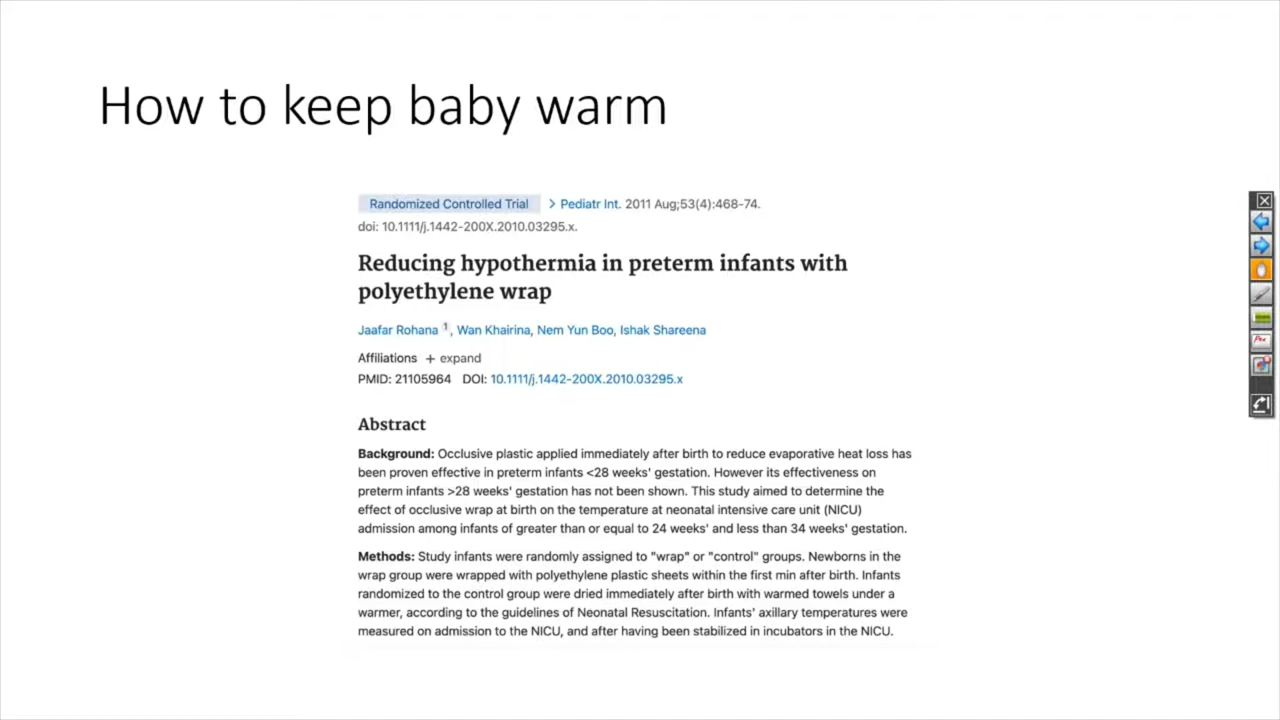 How to keep baby warm
Randomized Controlled Trial > Pediatr Int. 2011 Aug;53(4):468-74.
doi: 10.1111/j.1442-200X.2010.03295.x.
Reducing hypothermia in preterm infants with
polyethylene wrap
Jaafar Rohana 1, Wan Khairina, Nem Yun Boo, Ishak Shareena
Affiliations + expand
PMID: 21105964 DOI: 10.1111/j.1442-200X.2010.03295.x
Abstract
Background: Occlusive plastic applied immediately after birth to reduce evaporative heat loss has
been proven effective in preterm infants <28 weeks' gestation. However its effectiveness on
preterm infants >28 weeks' gestation has not been shown. This study aimed to determine the
effect of occlusive wrap at birth on the temperature at neonatal intensive care unit (NICU)
admission among infants of greater than or equal to 24 weeks' and less than 34 weeks' gestation.
Methods: Study infants were randomly assigned to "wrap" or "control" groups. Newborns in the
wrap group were wrapped with polyethylene plastic sheets within the first min after birth. Infants
randomized to the control group were dried immediately after birth with warmed towels under a
warmer, according to the guidelines of Neonatal Resuscitation. Infants' axillary temperatures were
measured on admission to the NICU, and after having been stabilized in incubators in the NICU.